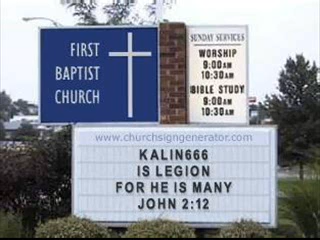 FIRST
BAPTIST
CHURCH
SUNDAY SERVICES
WORSHIP
9:00AM
10:30AM
BIBLE STUDY
9:00AM
10:30AM
www.churchsigngenerator.com
KALIN666
IS LEGION
FOR HE IS MANY
JOHN 2:12